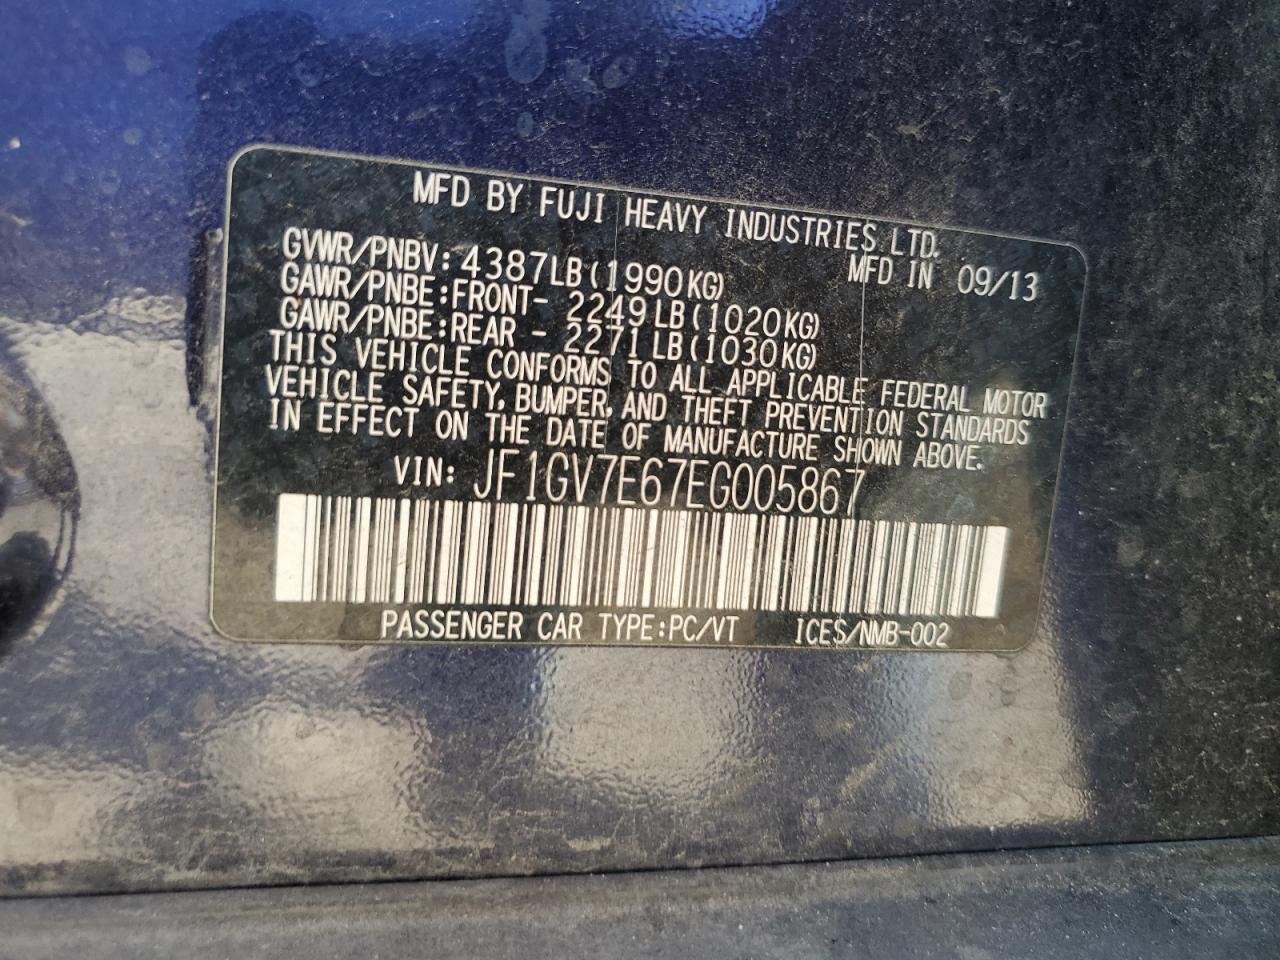 MFD BY FUJI HEAVY INDUSTRIES LTD.
GVWR/PNBV: 4387LB(1990KG) MFD IN 09/13
GAWR/PNBE:FRONT- 2249LB(1020KG)
GAWR/PNBE:REAR - 2271LB(1030KG)
THIS VEHICLE CONFORMS TO ALL APPLICABLE FEDERAL MOTOR
VEHICLE SAFETY, BUMPER, AND THEFT PREVENTION STANDARDS
IN EFFECT ON THE DATE OF MANUFACTURE SHOWN ABOVE.
VIN: JF1GV7E67EG005867
PASSENGER CAR TYPE:PC/VT ICES/NMB-002